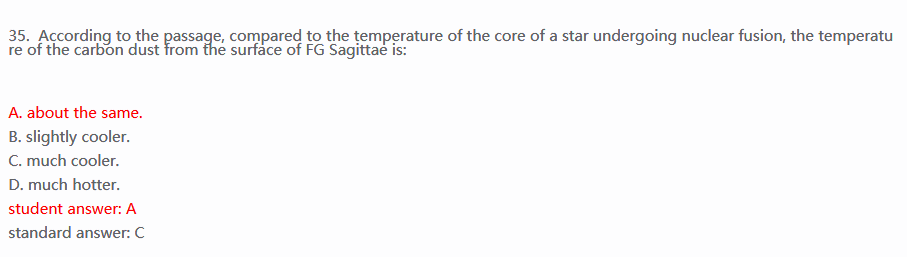 35.  According to the passage, compared to the temperature of the core of a star undergoing nuclear fusion, the temperatu
re of the carbon dust from the surface of FG Sagittae is:
A. about the same.
B. slightly cooler.
C. much cooler.
D. much hotter.
student answer: A
standard answer: C